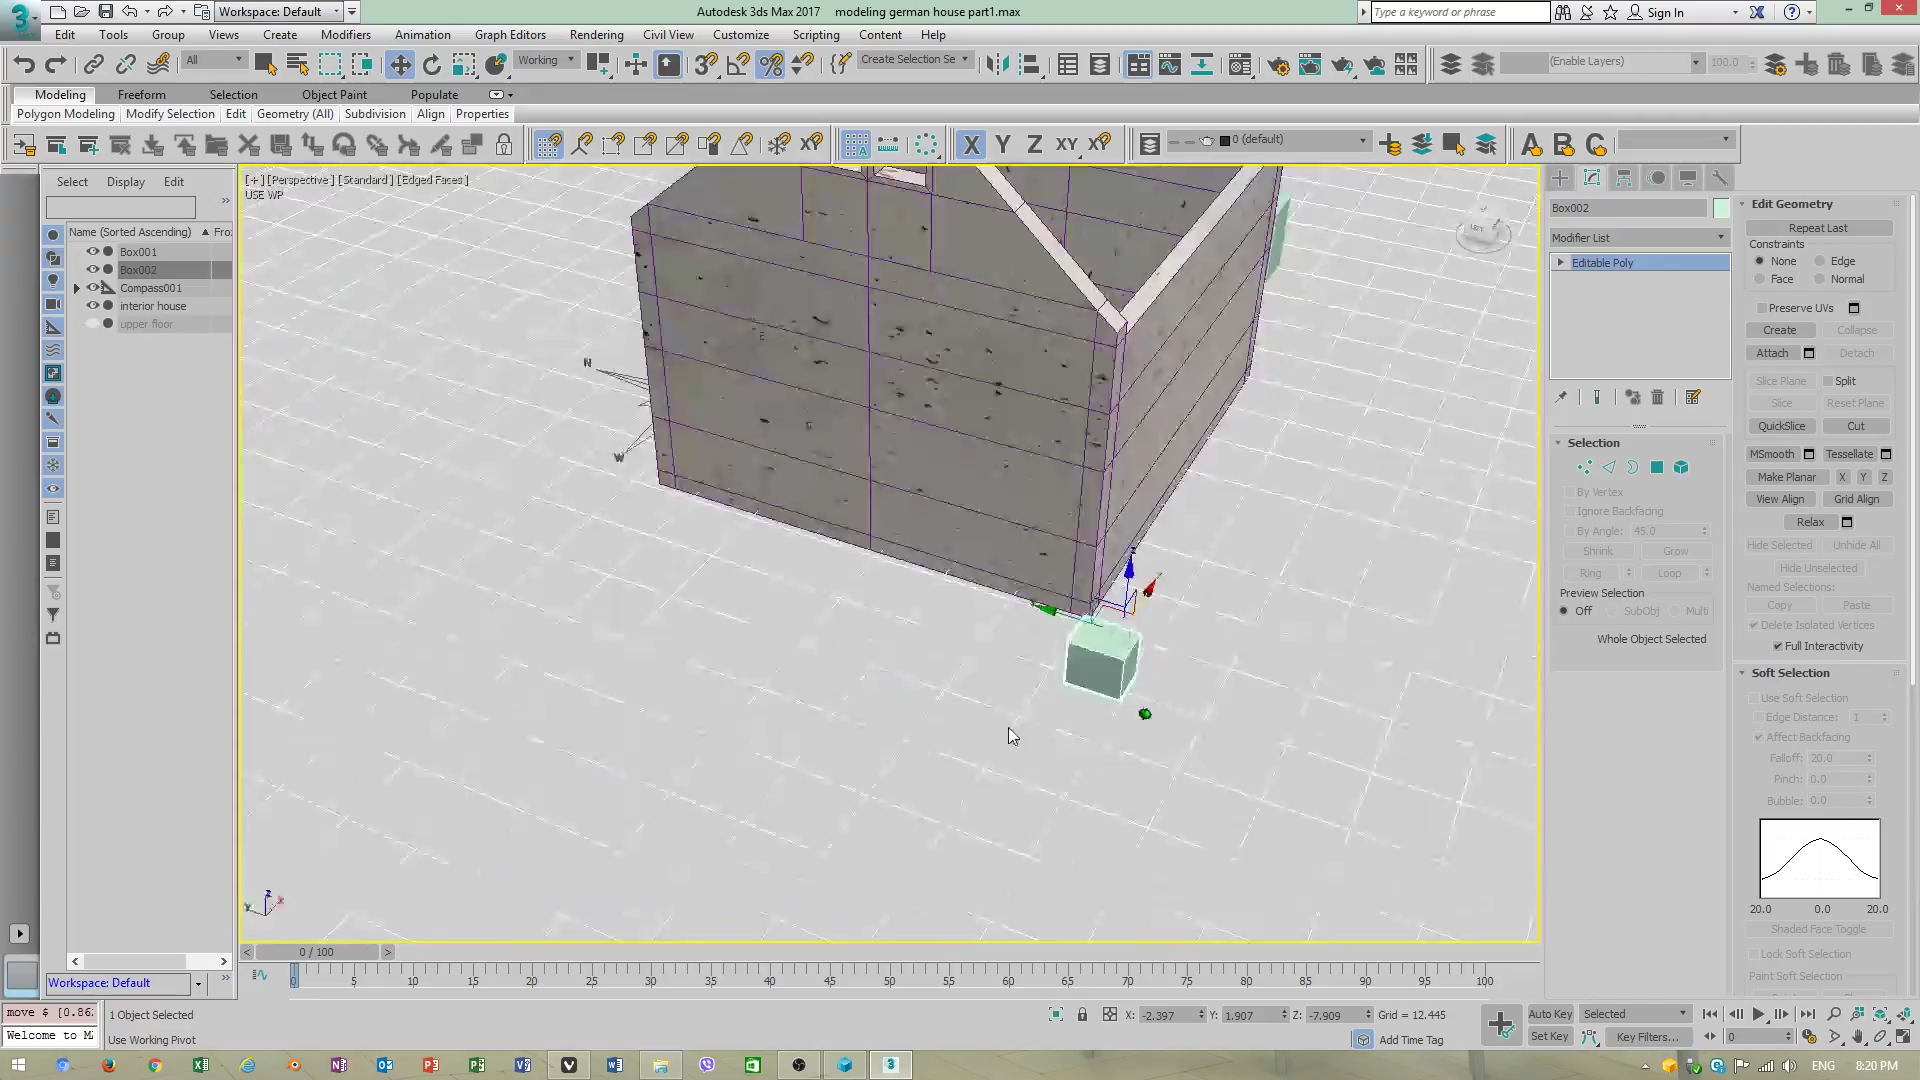 Workspace: Default
Autodesk 3ds Max 2017 modeling german house part1.max
Type a keyword or phrase
Sign In
Edit Tools Group Views Create Modifiers Animation Graph Editors Rendering Civil View Customize Scripting Content Help
All
Working
Create Selection Se
(Enable Layers)
100.0
Modeling Freeform Selection Object Paint Populate
Polygon Modeling Modify Selection Edit Geometry (All) Subdivision Align Properties
X Y Z XY XY
0 (default)
Select Display Edit
Name (Sorted Ascending) Fro
Box001
Box002
Compass001
interior house
upper floor
[+] [Perspective] [Standard] [Edged Faces]
USE WP
N
W
E
Box002
Modifier List
Editable Poly
Selection
By Vertex
Ignore Backfacing
By Angle: 45.0
Shrink Grow
Ring Loop
Preview Selection
Off SubObj Multi
Whole Object Selected
Edit Geometry
Repeat Last
Constraints
None Edge
Face Normal
Preserve UVs
Create Collapse
Attach Detach
Slice Plane Split
Slice Reset Plane
QuickSlice Cut
MSmooth Tessellate
Make Planar X Y Z
View Align Grid Align
Relax
Hide Selected Unhide All
Hide Unselected
Named Selections:
Copy Paste
Delete Isolated Vertices
Full Interactivity
Soft Selection
Use Soft Selection
Edge Distance: 1
Affect Backfacing
Falloff: 20.0
Pinch: 0.0
Bubble: 0.0
20.0 0.0 20.0
Shaded Face Toggle
Lock Soft Selection
Paint Soft Selection
0 / 100
0 5 10 15 20 25 30 35 40 45 50 55 60 65 70 75 80 85 90 95 100
Workspace: Default
move $ [0.86
1 Object Selected
X: -2.397 Y: 1.907 Z: -7.909 Grid = 12.445
Auto Key Selected
Welcome to M
Use Working Pivot
Add Time Tag
Set Key Key Filters...
0
ENG 8:20 PM